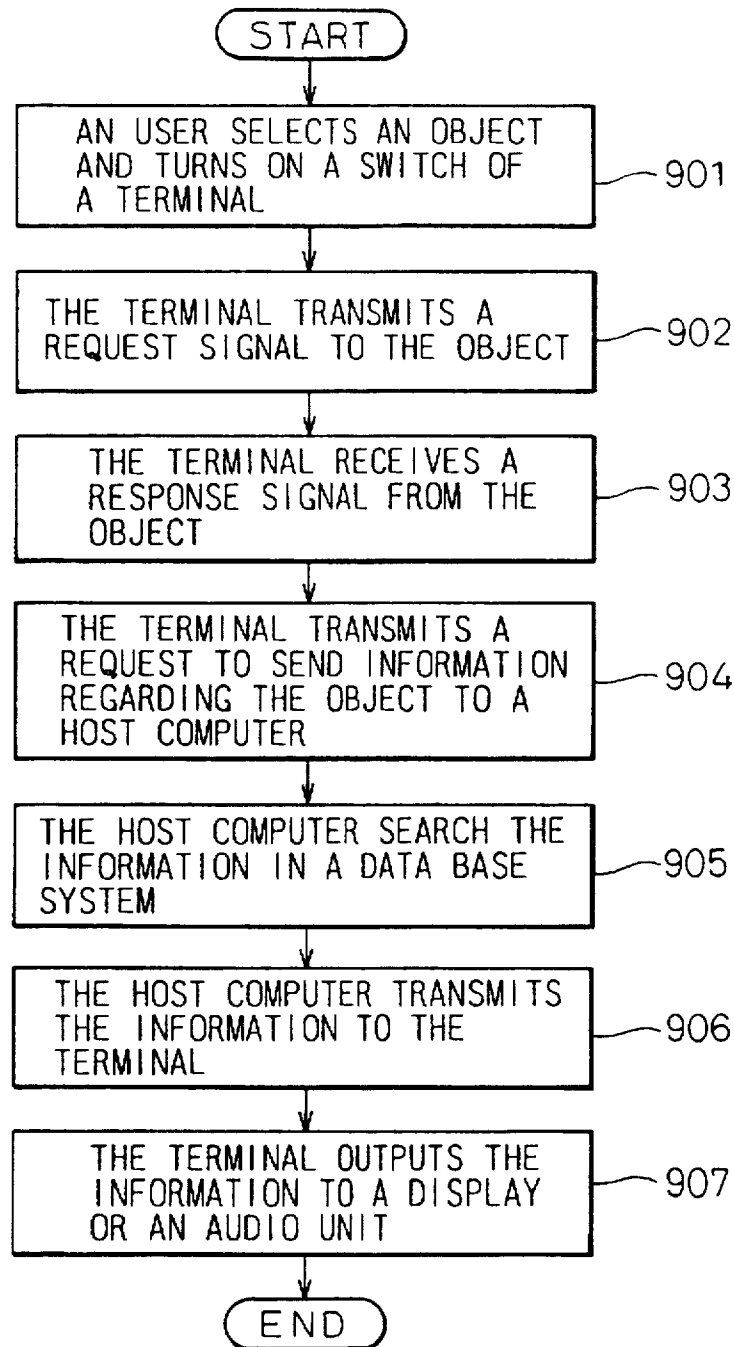 START
AN USER SELECTS AN OBJECT
AND TURNS ON A SWITCH OF
A TERMINAL
901
THE TERMINAL TRANSMITS A
REQUEST SIGNAL TO THE OBJECT
902
THE TERMINAL RECEIVES A
RESPONSE SIGNAL FROM THE
OBJECT
903
THE TERMINAL TRANSMITS A
REQUEST TO SEND INFORMATION
REGARDING THE OBJECT TO A
HOST COMPUTER
904
THE HOST COMPUTER SEARCH THE
INFORMATION IN A DATA BASE
SYSTEM
905
THE HOST COMPUTER TRANSMITS
THE INFORMATION TO THE
TERMINAL
906
THE TERMINAL OUTPUTS THE
INFORMATION TO A DISPLAY
OR AN AUDIO UNIT
907
END